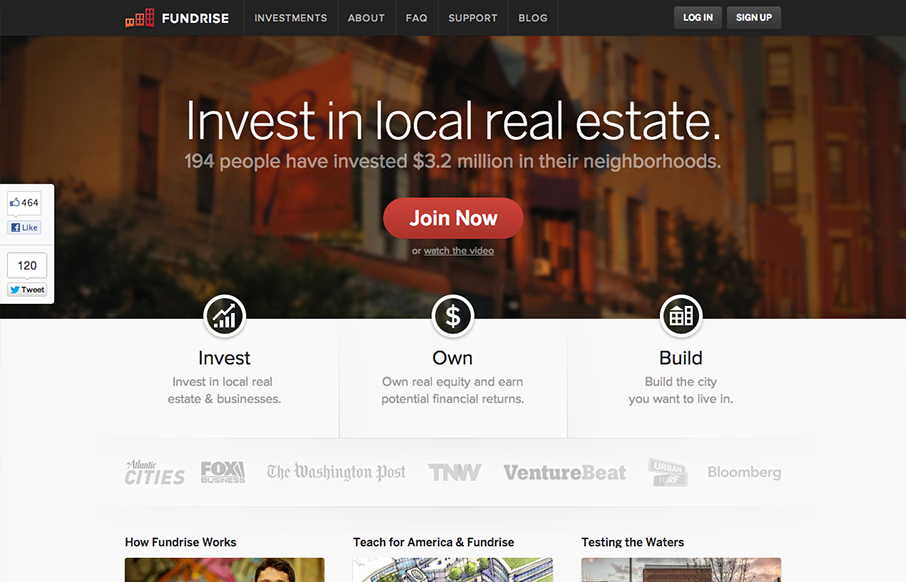 FUNDRISE
INVESTMENTS
ABOUT
FAQ
SUPPORT
BLOG
LOG IN
SIGN UP
Invest in local real estate.
194 people have invested $3.2 million in their neighborhoods.
Join Now
or watch the video
464
Like
120
Tweet
$
Invest
Invest in local real
estate & businesses.
Own
Own real equity and earn
potential financial returns.
Build
Build the city
you want to live in.
Atlantic
CITIES
FOX
BUSINESS
The Washington Post
TNW
VentureBeat
URBAN
TURF
Bloomberg
How Fundrise Works
Teach for America & Fundrise
Testing the Waters